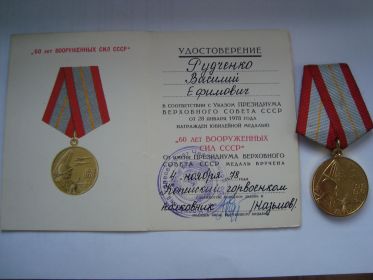 "60 ЛЕТ ВООРУЖЕННЫХ СИЛ СССР"
УДОСТОВЕРЕНИЕ
Рудченко
Василий
Ефимович
В СООТВЕТСТВИИ С УКАЗОМ ПРЕЗИДИУМА
ВЕРХОВНОГО СОВЕТА СССР
ОТ 28 ЯНВАРЯ 1978 ГОДА
НАГРАЖДЕН ЮБИЛЕЙНОЙ МЕДАЛЬЮ
"60 ЛЕТ ВООРУЖЕННЫХ
СИЛ СССР"
ОТ ИМЕНИ ПРЕЗИДИУМА ВЕРХОВНОГО
СОВЕТА СССР МЕДАЛЬ ВРУЧЕНА
4 ноября 78
горвоенком
полковник